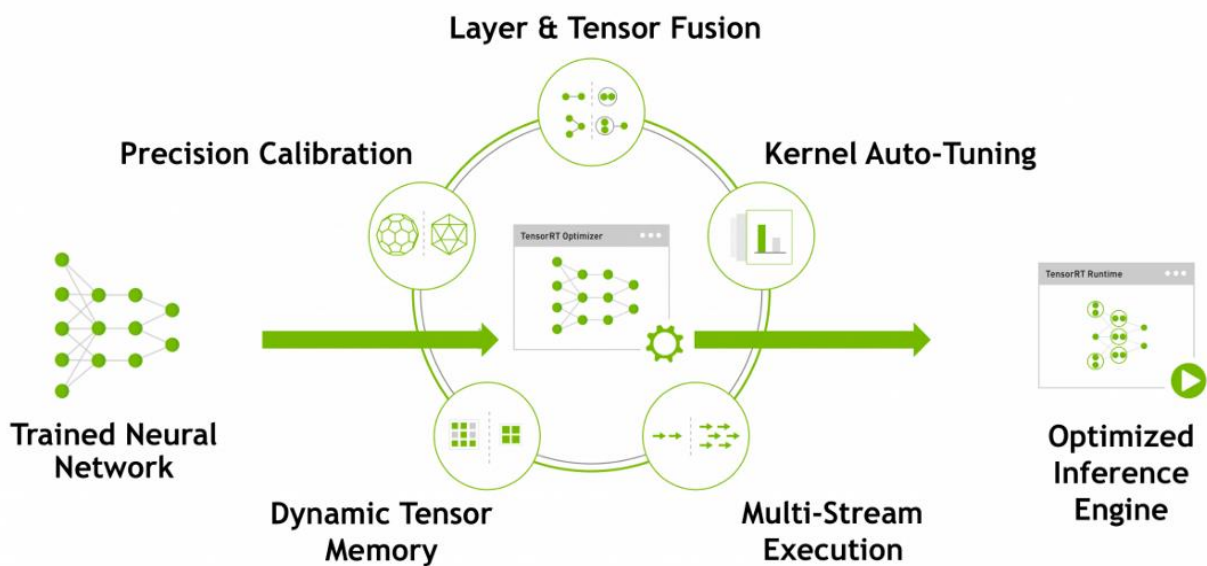 Layer & Tensor Fusion
Precision Calibration
Kernel Auto-Tuning
TensorRT Optimizer
TensorRT Runtime
Trained Neural
Network
Dynamic Tensor
Memory
Multi-Stream
Execution
Optimized
Inference
Engine